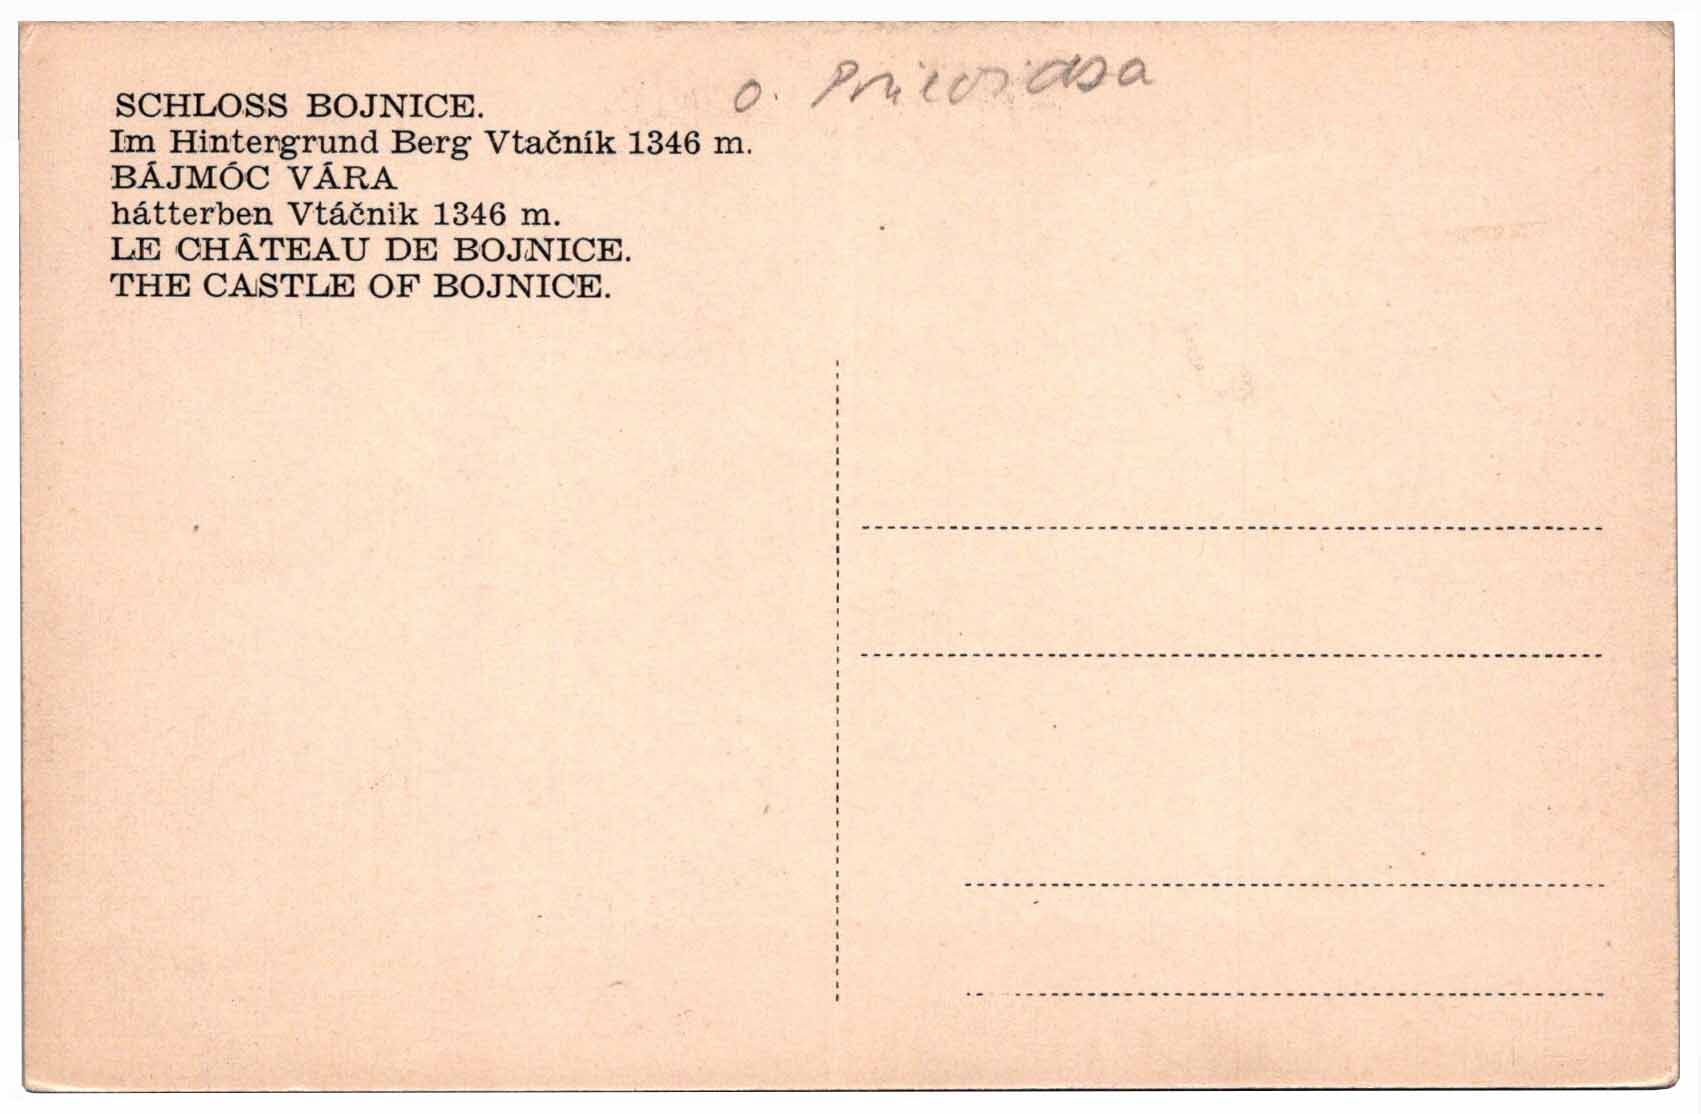 o. Prievidza
SCHLOSS BOJNICE.
Im Hintergrund Berg Vtačník 1346 m.
BÁJMÓC VÁRA
hátterben Vtáčnik 1346 m.
LE CHÂTEAU DE BOJNICE.
THE CASTLE OF BOJNICE.